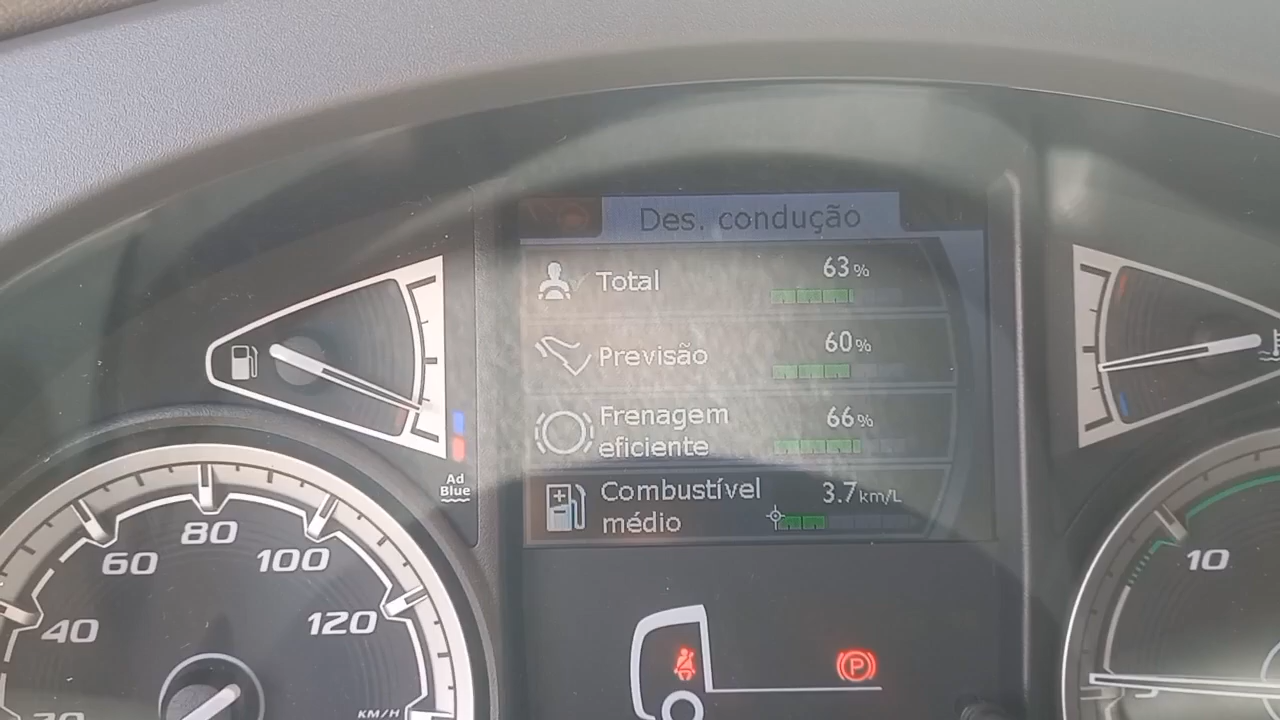 Des. condução
Total 63%
Previsão 60%
Frenagem
eficiente 66%
Combustível
médio 3.7km/L
Ad
Blue
40
60
80
100
120
KM/H
10
P